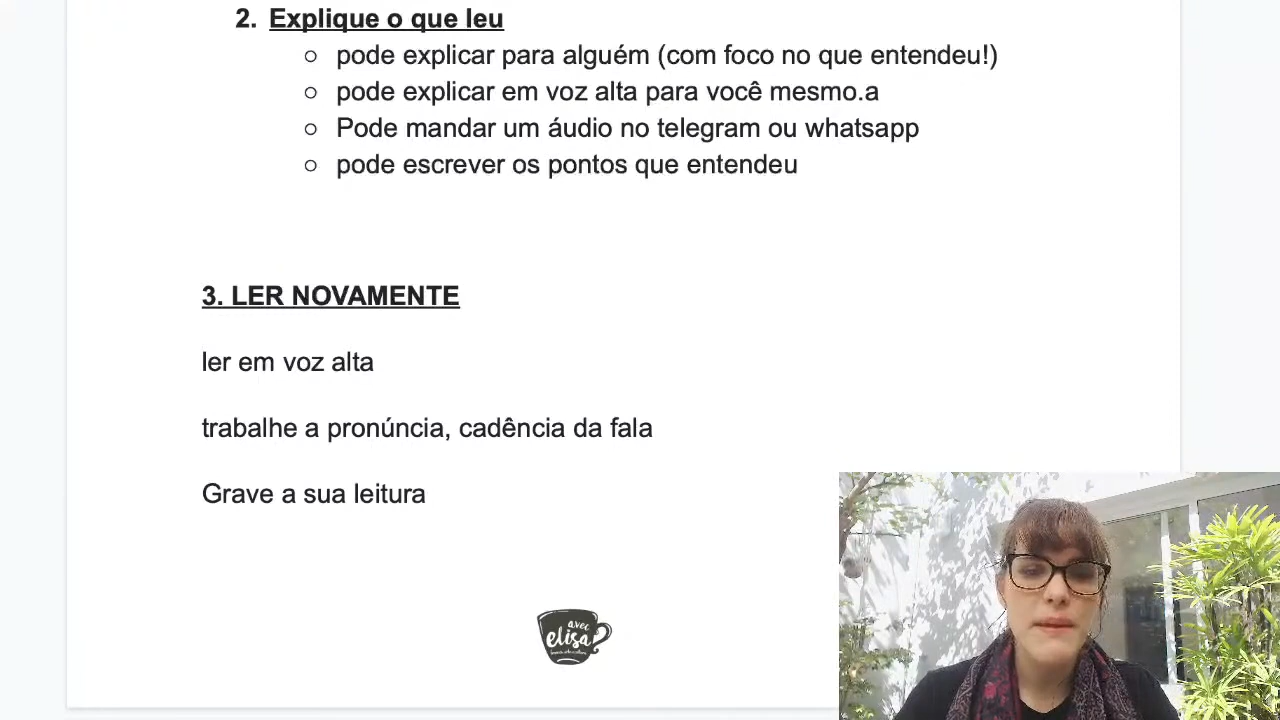 2. Explique o que leu
○ pode explicar para alguém (com foco no que entendeu!)
○ pode explicar em voz alta para você mesmo.a
○ Pode mandar um áudio no telegram ou whatsapp
○ pode escrever os pontos que entendeu
3. LER NOVAMENTE
ler em voz alta
trabalhe a pronúncia, cadência da fala
Grave a sua leitura
avec
elisa